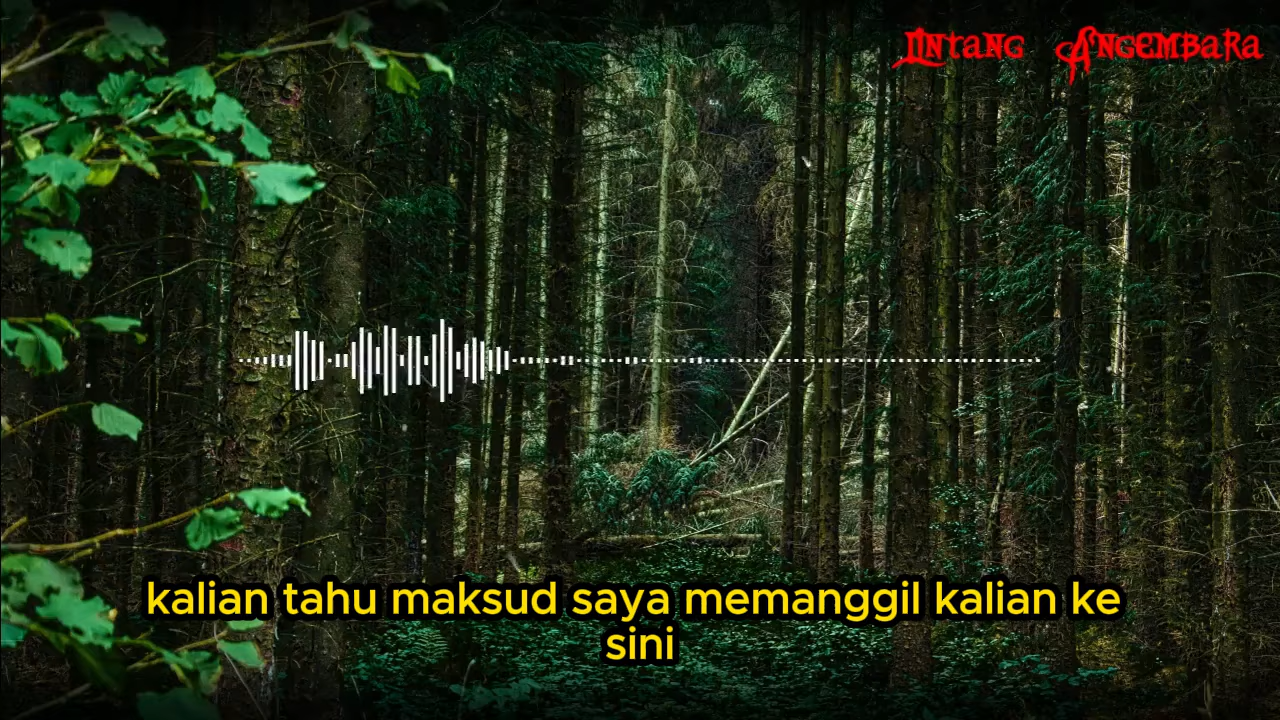 Lintang Angembara
kalian tahu maksud saya memanggil kalian ke
sini